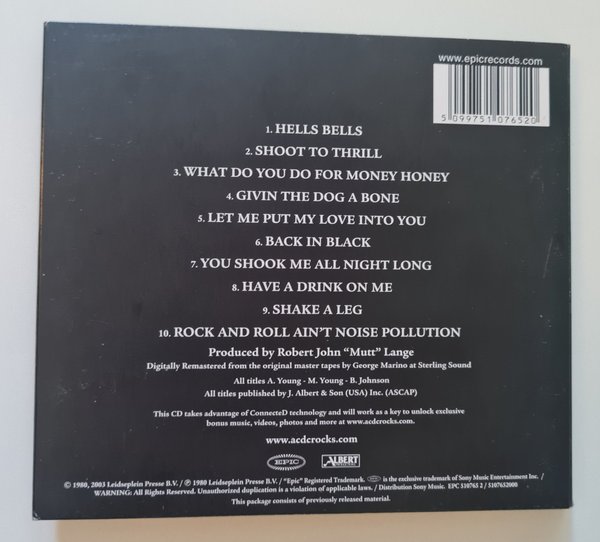 www.epicrecords.com
5 099751 076520
1. HELLS BELLS
2. SHOOT TO THRILL
3. WHAT DO YOU DO FOR MONEY HONEY
4. GIVIN THE DOG A BONE
5. LET ME PUT MY LOVE INTO YOU
6. BACK IN BLACK
7. YOU SHOOK ME ALL NIGHT LONG
8. HAVE A DRINK ON ME
9. SHAKE A LEG
10. ROCK AND ROLL AIN'T NOISE POLLUTION
Produced by Robert John “Mutt” Lange
Digitally Remastered from the original master tapes by George Marino at Sterling Sound
All titles A. Young - M. Young - B. Johnson
All titles published by J. Albert & Son (USA) Inc. (ASCAP)
This CD takes advantage of ConnecteD technology and will work as a key to unlock exclusive
bonus music, videos, photos and more at www.acdcrocks.com.
www.acdcrocks.com
EPIC ALBERT
© 1980, 2003 Leidseplein Presse B.V. / ℗ 1980 Leidseplein Presse B.V. / “Epic” Registered Trademark. EPIC is the exclusive trademark of Sony Music Entertainment Inc. /
WARNING: All Rights Reserved. Unauthorized duplication is a violation of applicable laws. / Distribution Sony Music. EPC 510765 2 / 5107652000
This package consists of previously released material.